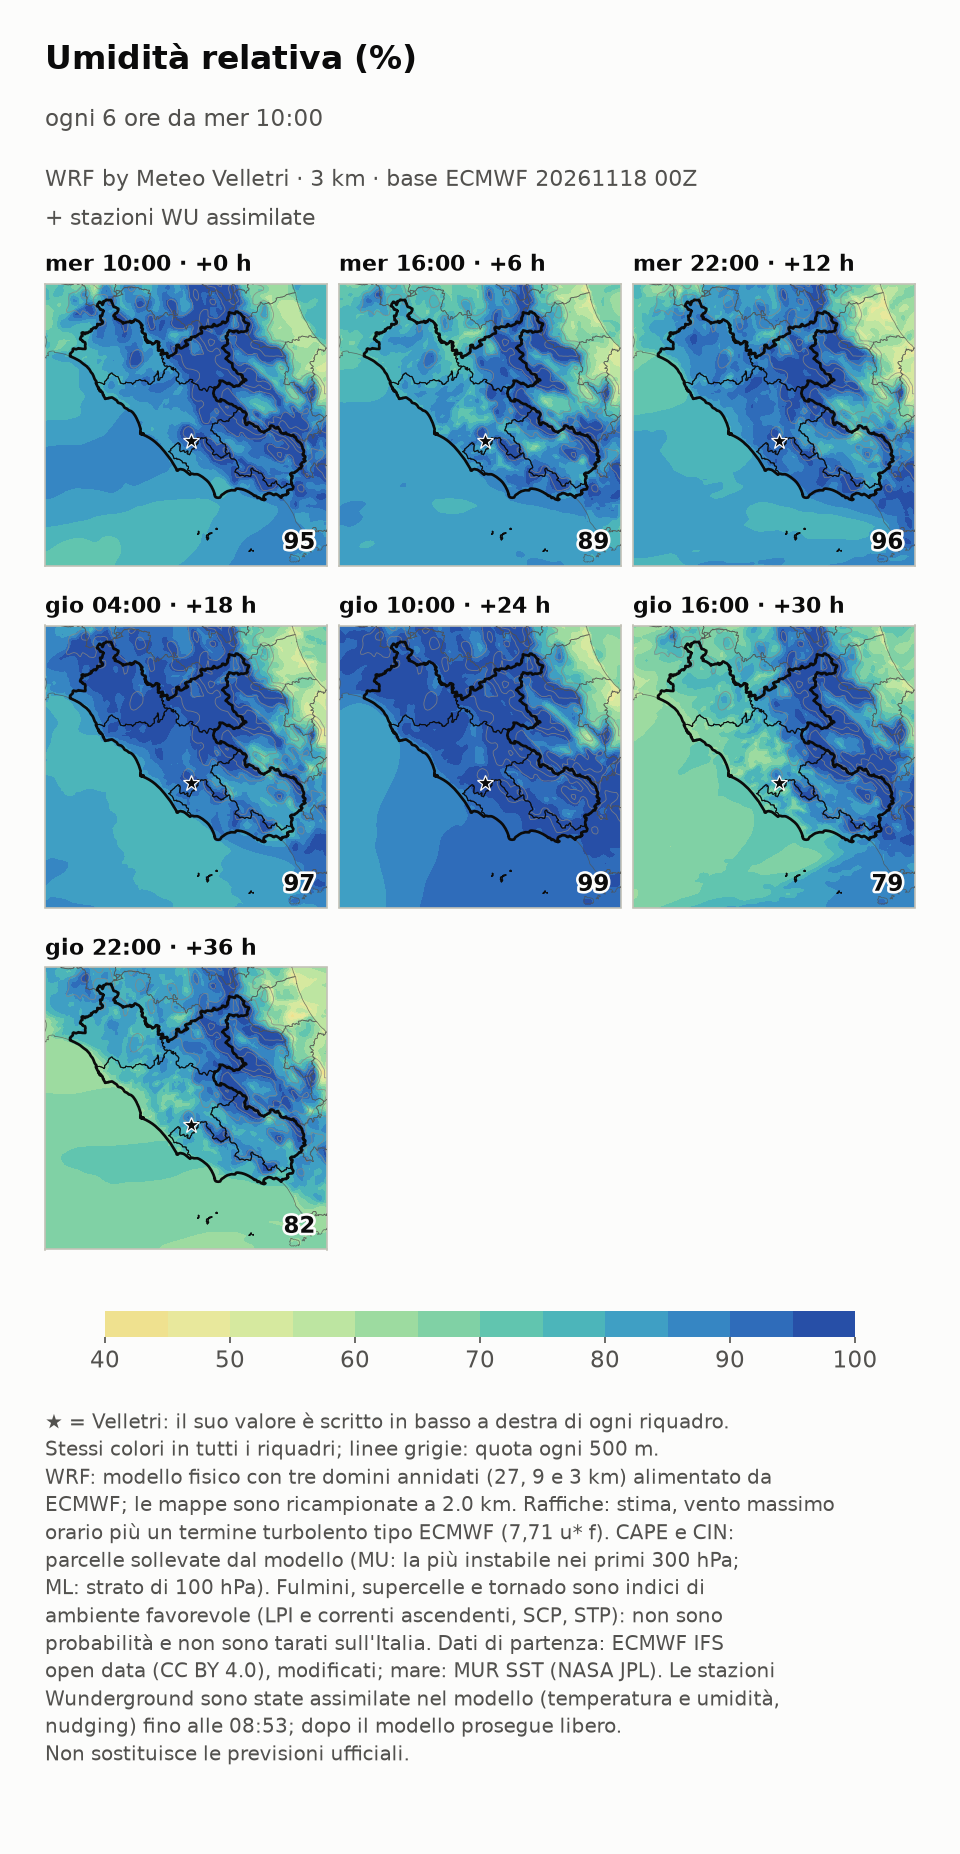 Umidità relativa (%)
ogni 6 ore da mer 10:00
WRF by Meteo Velletri · 3 km · base ECMWF 20261118 00Z
+ stazioni WU assimilate
mer 10:00 · +0 h
mer 16:00 · +6 h
mer 22:00 · +12 h
95
89
96
gio 04:00 · +18 h
gio 10:00 · +24 h
gio 16:00 · +30 h
97
99
79
gio 22:00 · +36 h
82
40 50 60 70 80 90 100
★ = Velletri: il suo valore è scritto in basso a destra di ogni riquadro.
Stessi colori in tutti i riquadri; linee grigie: quota ogni 500 m.
WRF: modello fisico con tre domini annidati (27, 9 e 3 km) alimentato da
ECMWF; le mappe sono ricampionate a 2.0 km. Raffiche: stima, vento massimo
orario più un termine turbolento tipo ECMWF (7,71 u* f). CAPE e CIN:
parcelle sollevate dal modello (MU: la più instabile nei primi 300 hPa;
ML: strato di 100 hPa). Fulmini, supercelle e tornado sono indici di
ambiente favorevole (LPI e correnti ascendenti, SCP, STP): non sono
probabilità e non sono tarati sull'Italia. Dati di partenza: ECMWF IFS
open data (CC BY 4.0), modificati; mare: MUR SST (NASA JPL). Le stazioni
Wunderground sono state assimilate nel modello (temperatura e umidità,
nudging) fino alle 08:53; dopo il modello prosegue libero.
Non sostituisce le previsioni ufficiali.